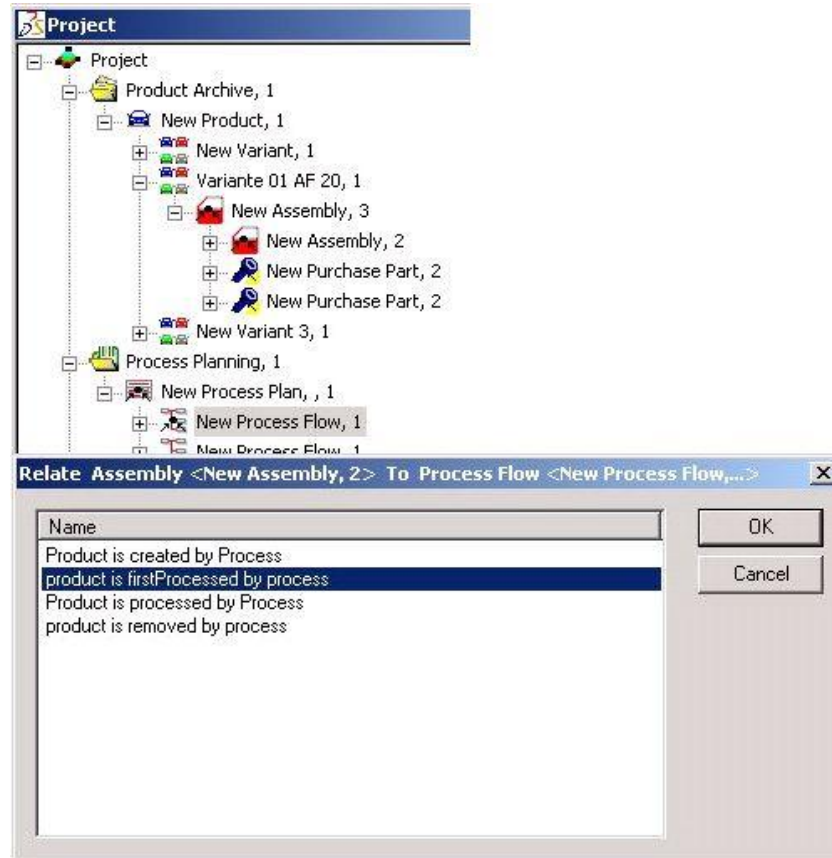 Project
Project
Product Archive, 1
New Product, 1
New Variant, 1
Variante 01 AF 20, 1
New Assembly, 3
New Assembly, 2
New Purchase Part, 2
New Purchase Part, 2
New Variant 3, 1
Process Planning, 1
New Process Plan, , 1
New Process Flow, 1
New Process Flow, 1
Relate Assembly <New Assembly, 2> To Process Flow <New Process Flow,...>
Name
OK
Product is created by Process
product is firstProcessed by process
Cancel
Product is processed by Process
product is removed by process